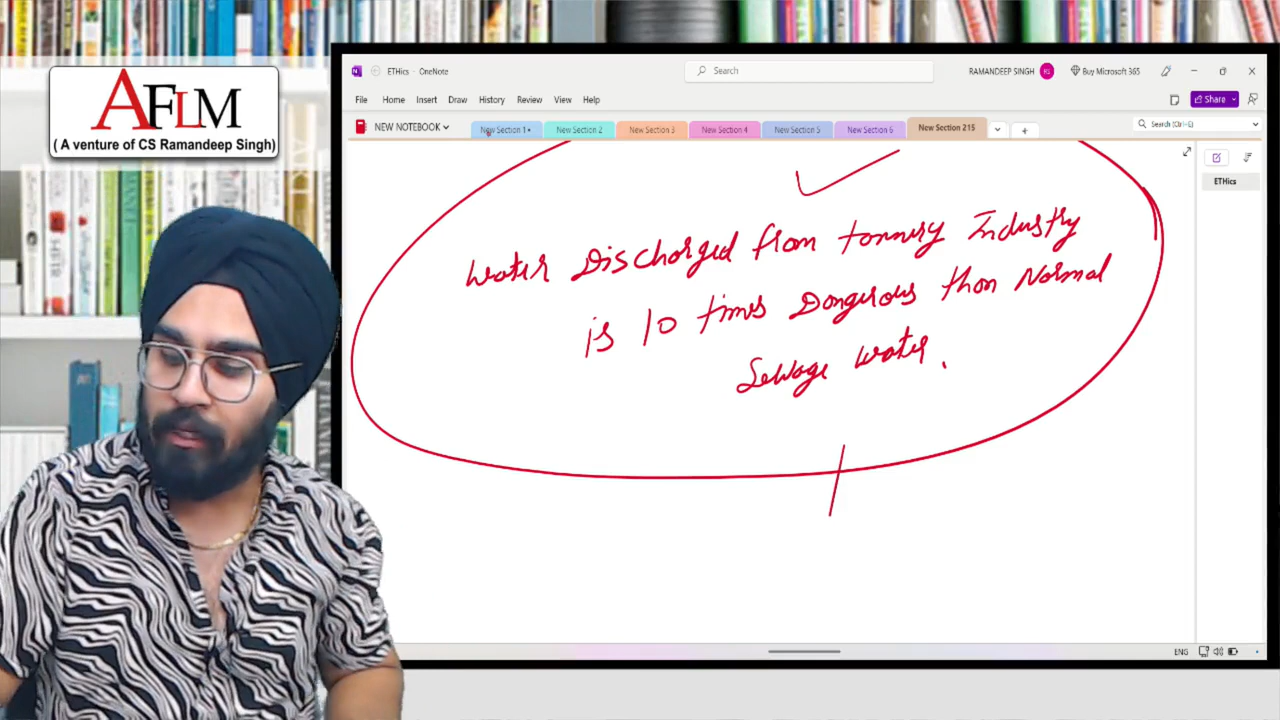 AFLM
( A venture of CS Ramandeep Singh)
ETHics - OneNote
Search
RAMANDEEP SINGH
Buy Microsoft 365
File Home Insert Draw History Review View Help
Share
NEW NOTEBOOK
New Section 1 New Section 2 New Section 3 New Section 4 New Section 5 New Section 6 New Section 215
Search (Ctrl+E)
ETHics
Water Discharged from tannery Industry
is 10 times Dangerous than Normal
Sewage Water.
ENG